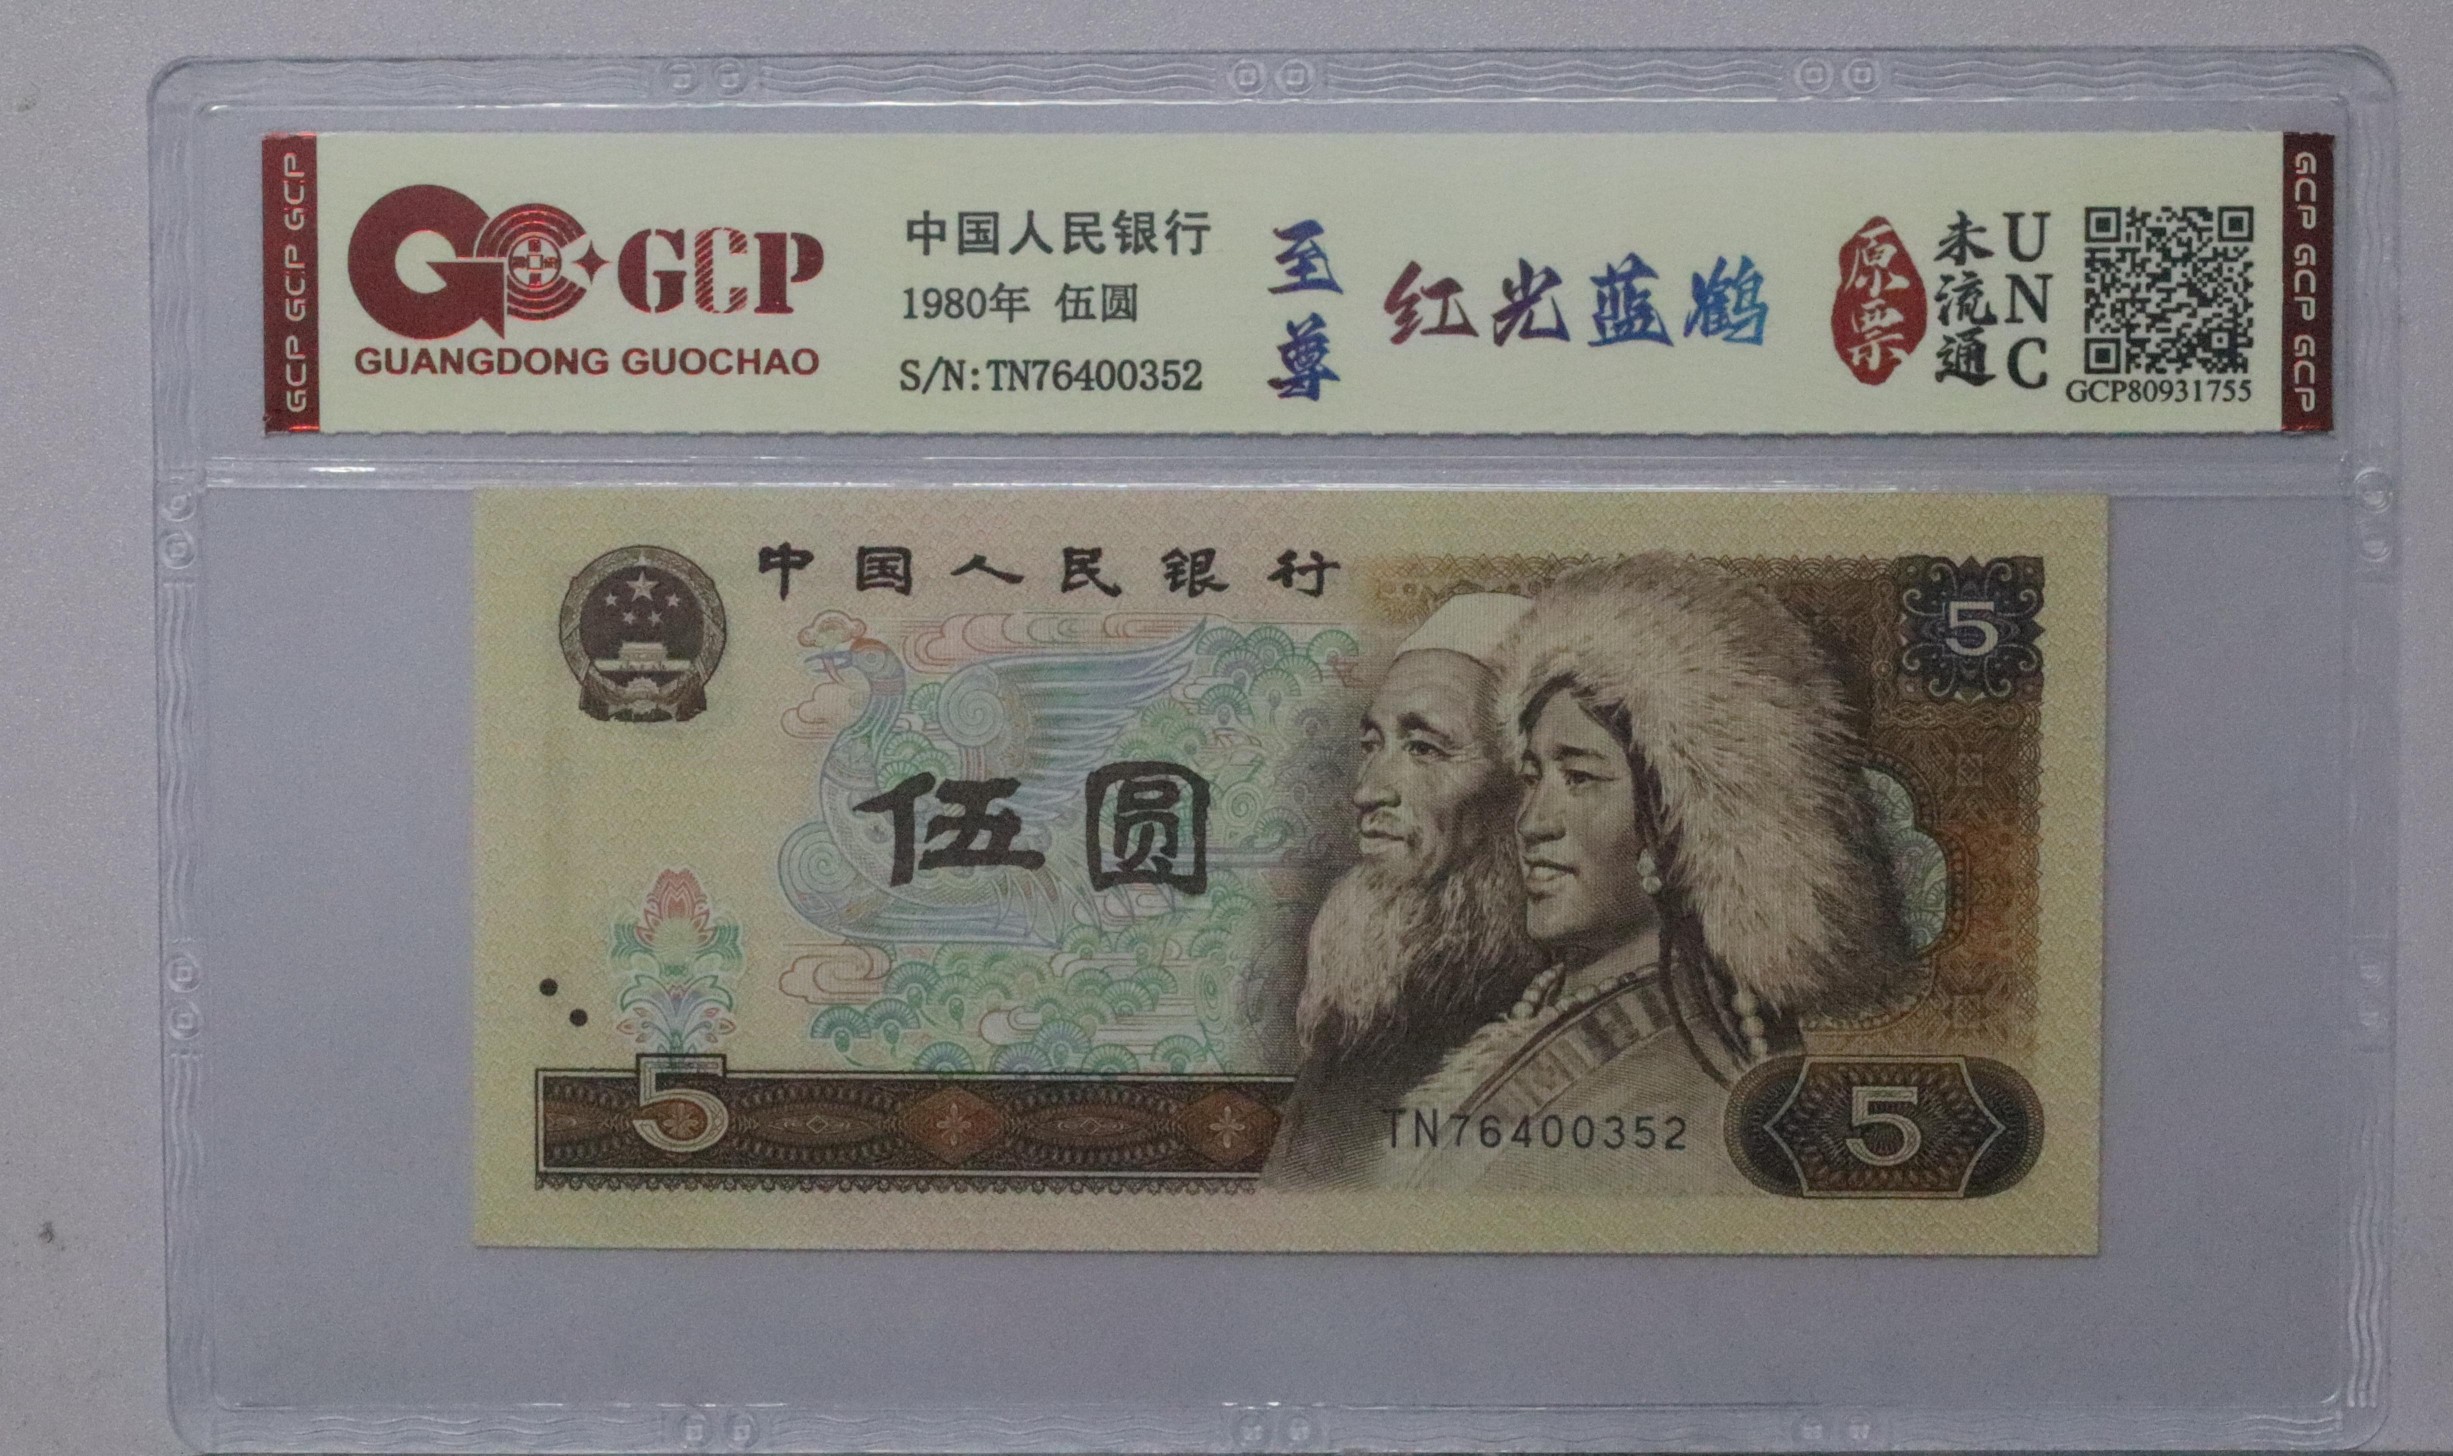 GCP GCP GCP
GCP
GUANGDONG GUOCHAO
中国人民银行
1980年 伍圆
S/N:TN76400352
至尊
红光蓝鹤
原票
未流通
UNC
GCP80931755
GCP GCP GCP
中国人民银行
5
伍圆
5
TN76400352
5